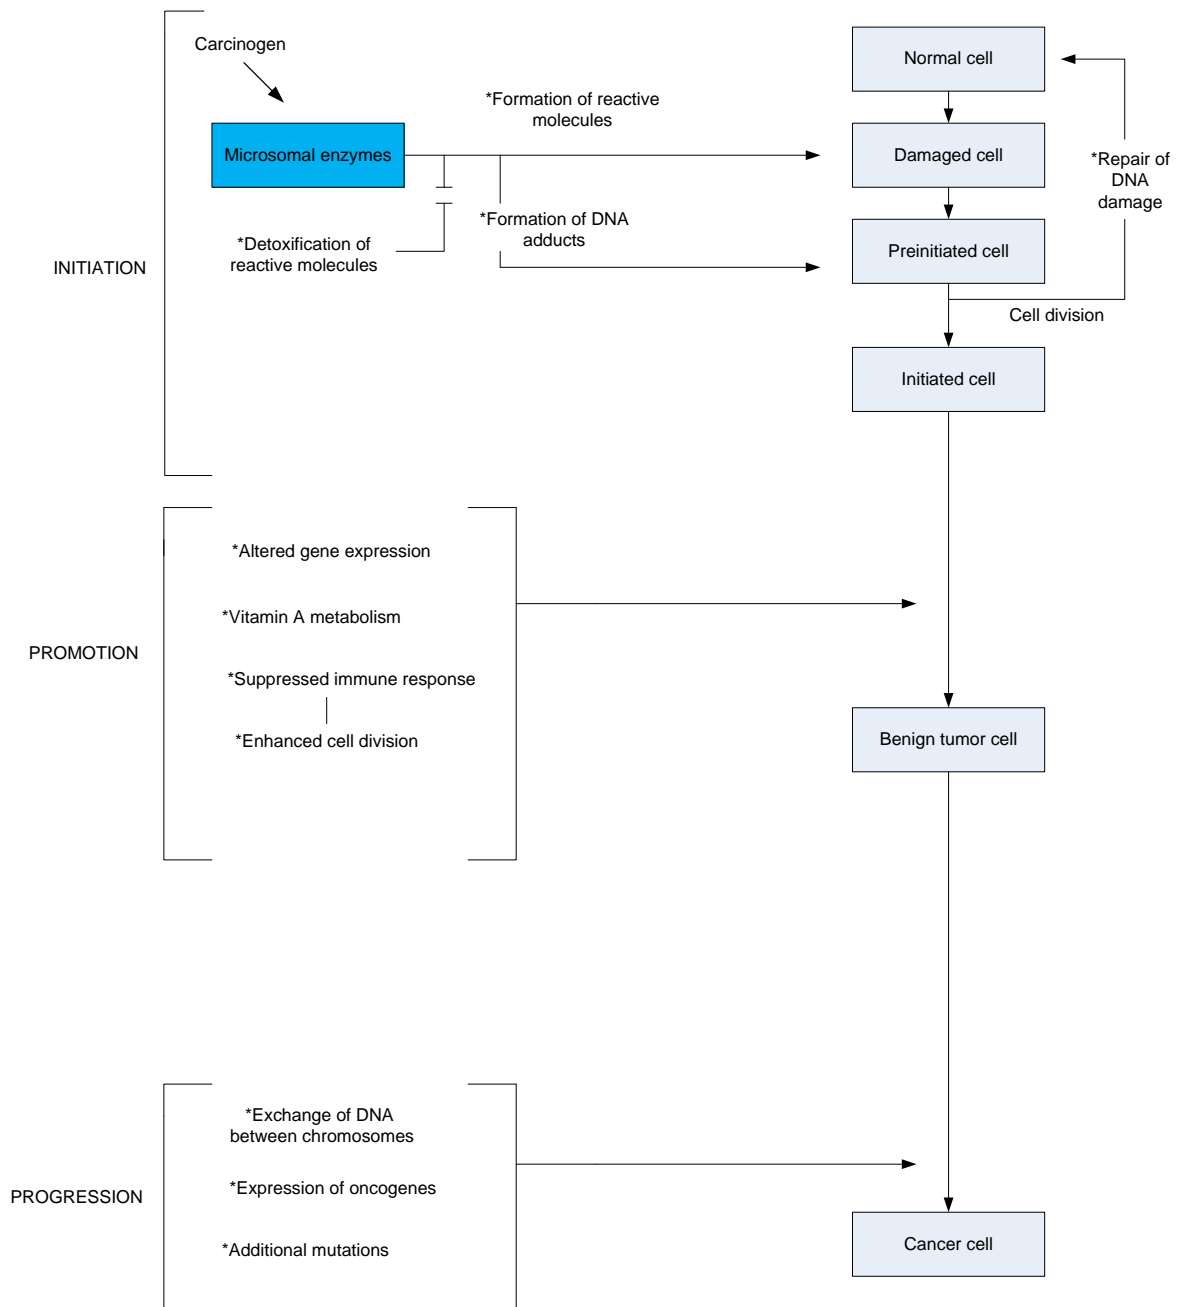 Carcinogen
Normal cell
*Formation of reactive
molecules
Microsomal enzymes
Damaged cell
*Repair of
DNA
damage
*Formation of DNA
adducts
*Detoxification of
reactive molecules
Preinitiated cell
INITIATION
Cell division
Initiated cell
*Altered gene expression
*Vitamin A metabolism
PROMOTION
*Suppressed immune response
*Enhanced cell division
Benign tumor cell
*Exchange of DNA
between chromosomes
PROGRESSION
*Expression of oncogenes
*Additional mutations
Cancer cell